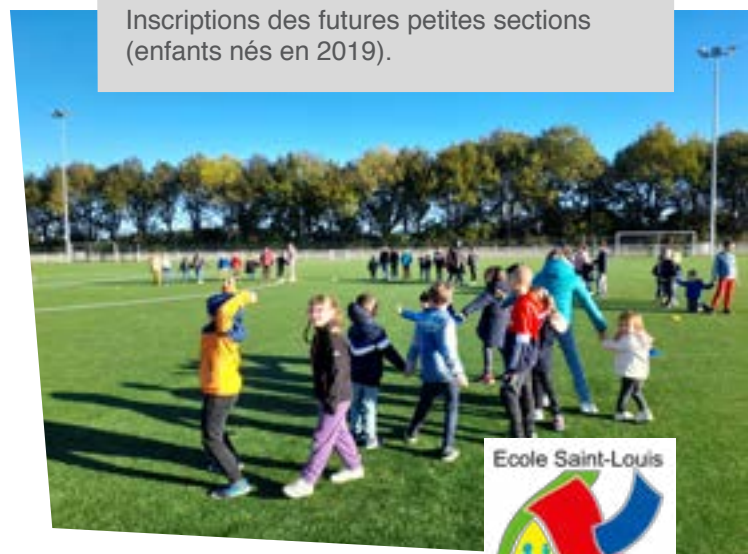 Inscriptions des futures petites sections
(enfants nés en 2019).
Ecole Saint-Louis